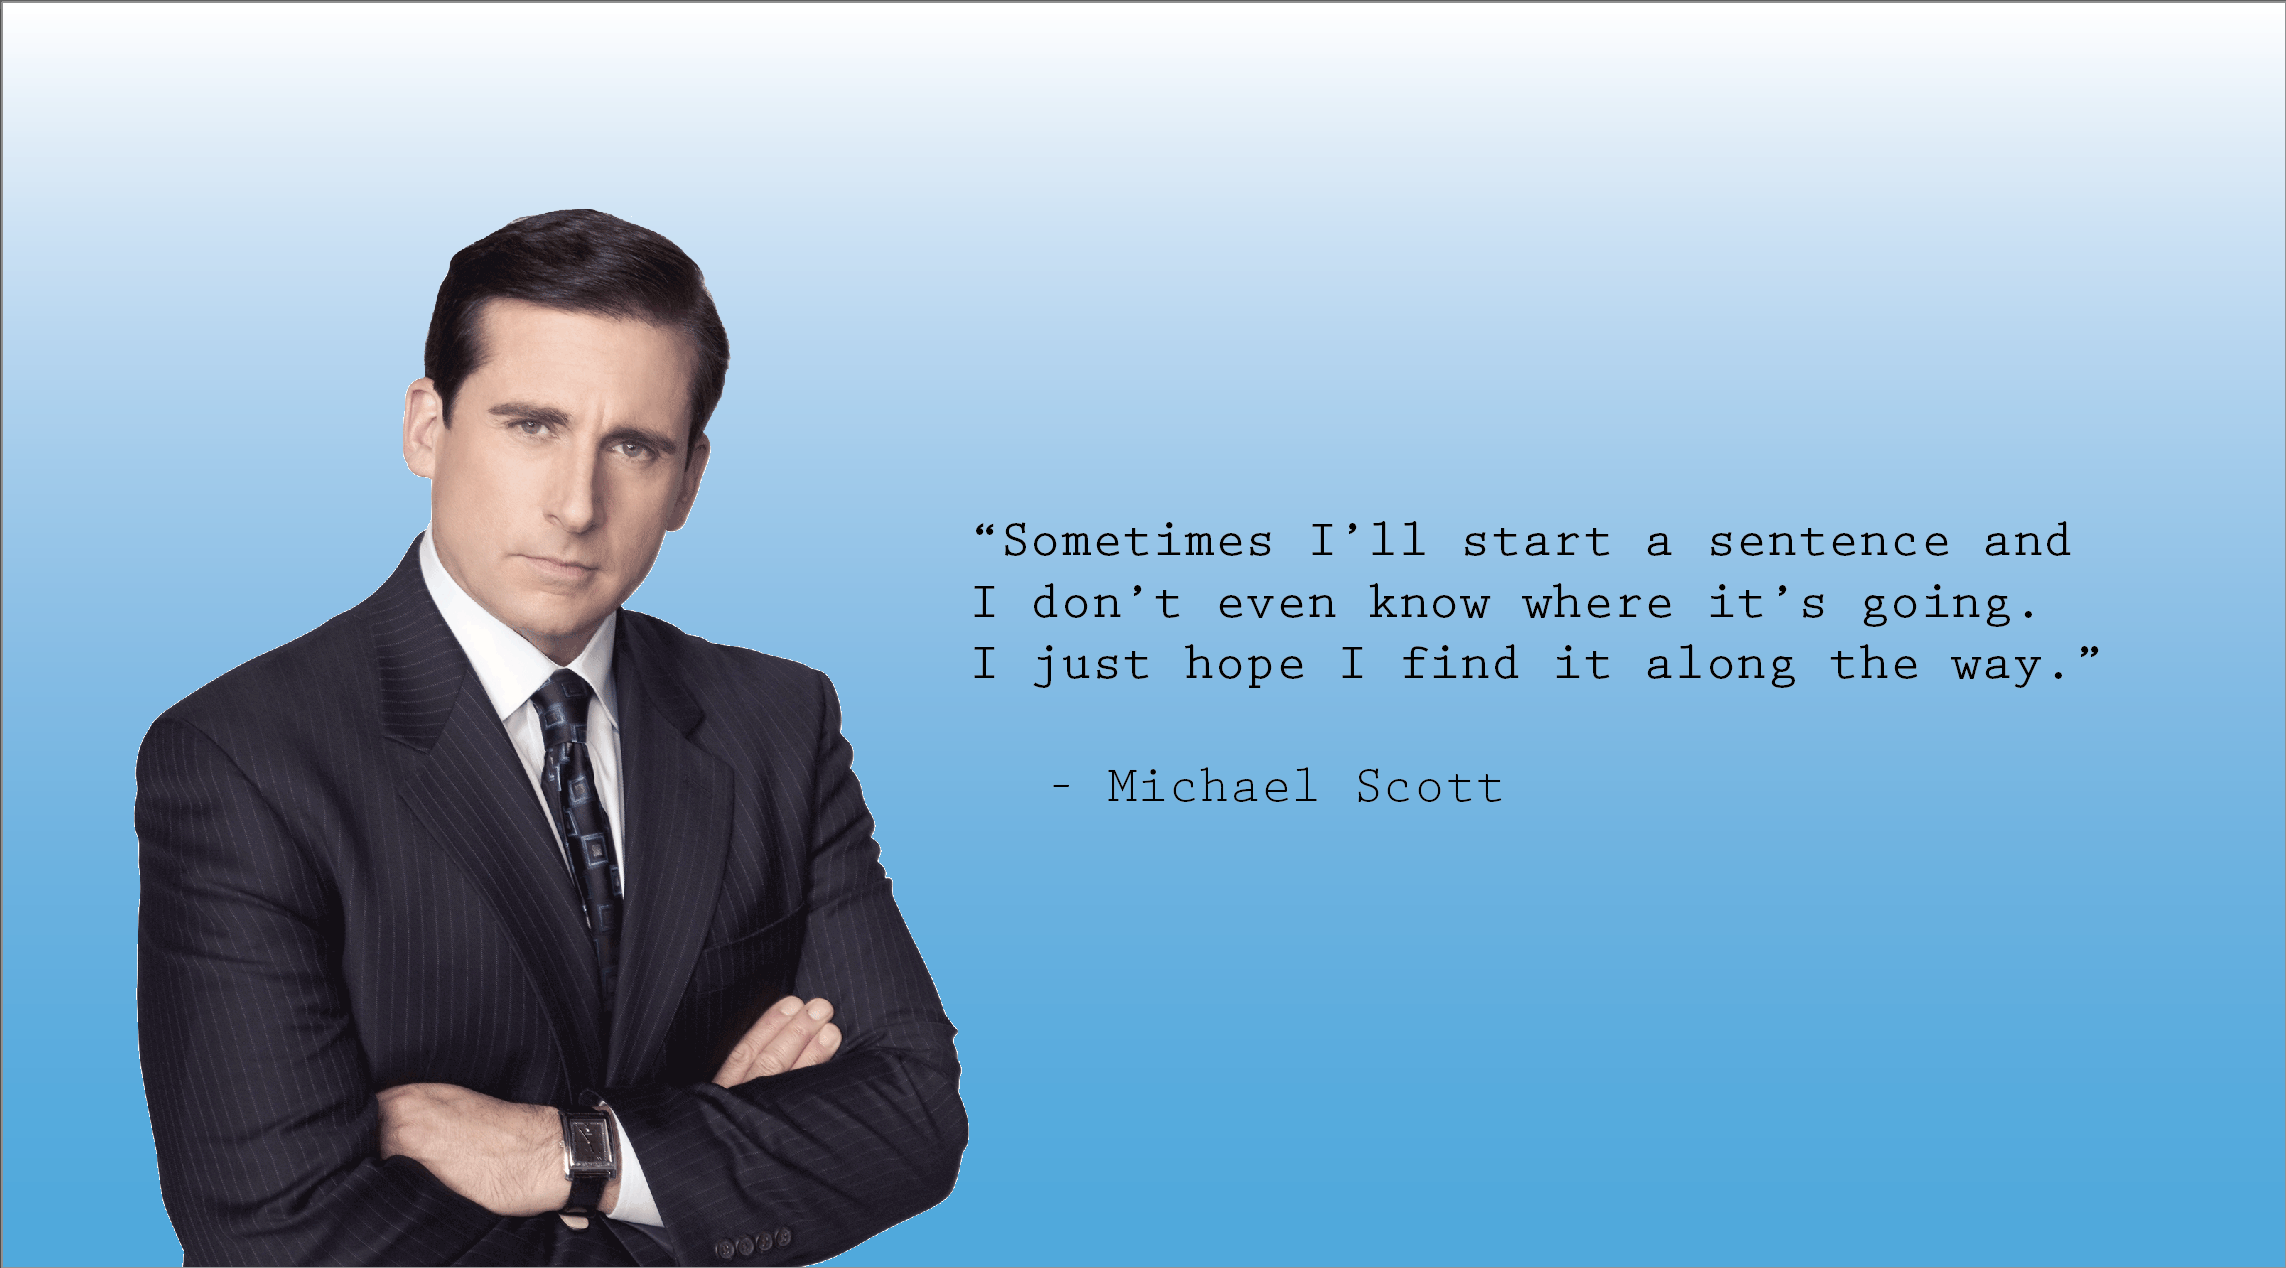 “Sometimes I’ll start a sentence and
I don’t even know where it’s going.
I just hope I find it along the way.”
- Michael Scott